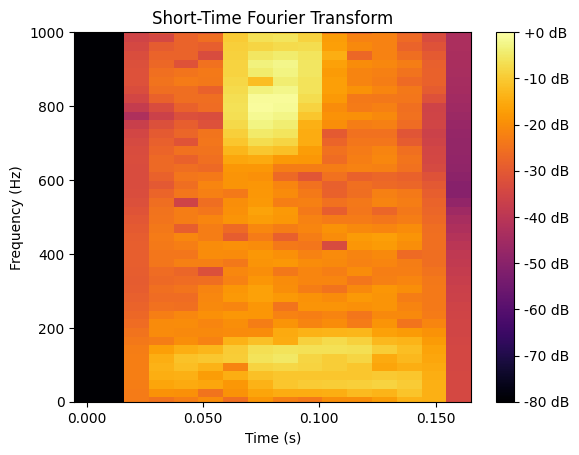 Short-Time Fourier Transform
1000
800
600
400
200
0
Frequency (Hz)
0.000
0.050
0.100
0.150
Time (s)
+0 dB
-10 dB
-20 dB
-30 dB
-40 dB
-50 dB
-60 dB
-70 dB
-80 dB